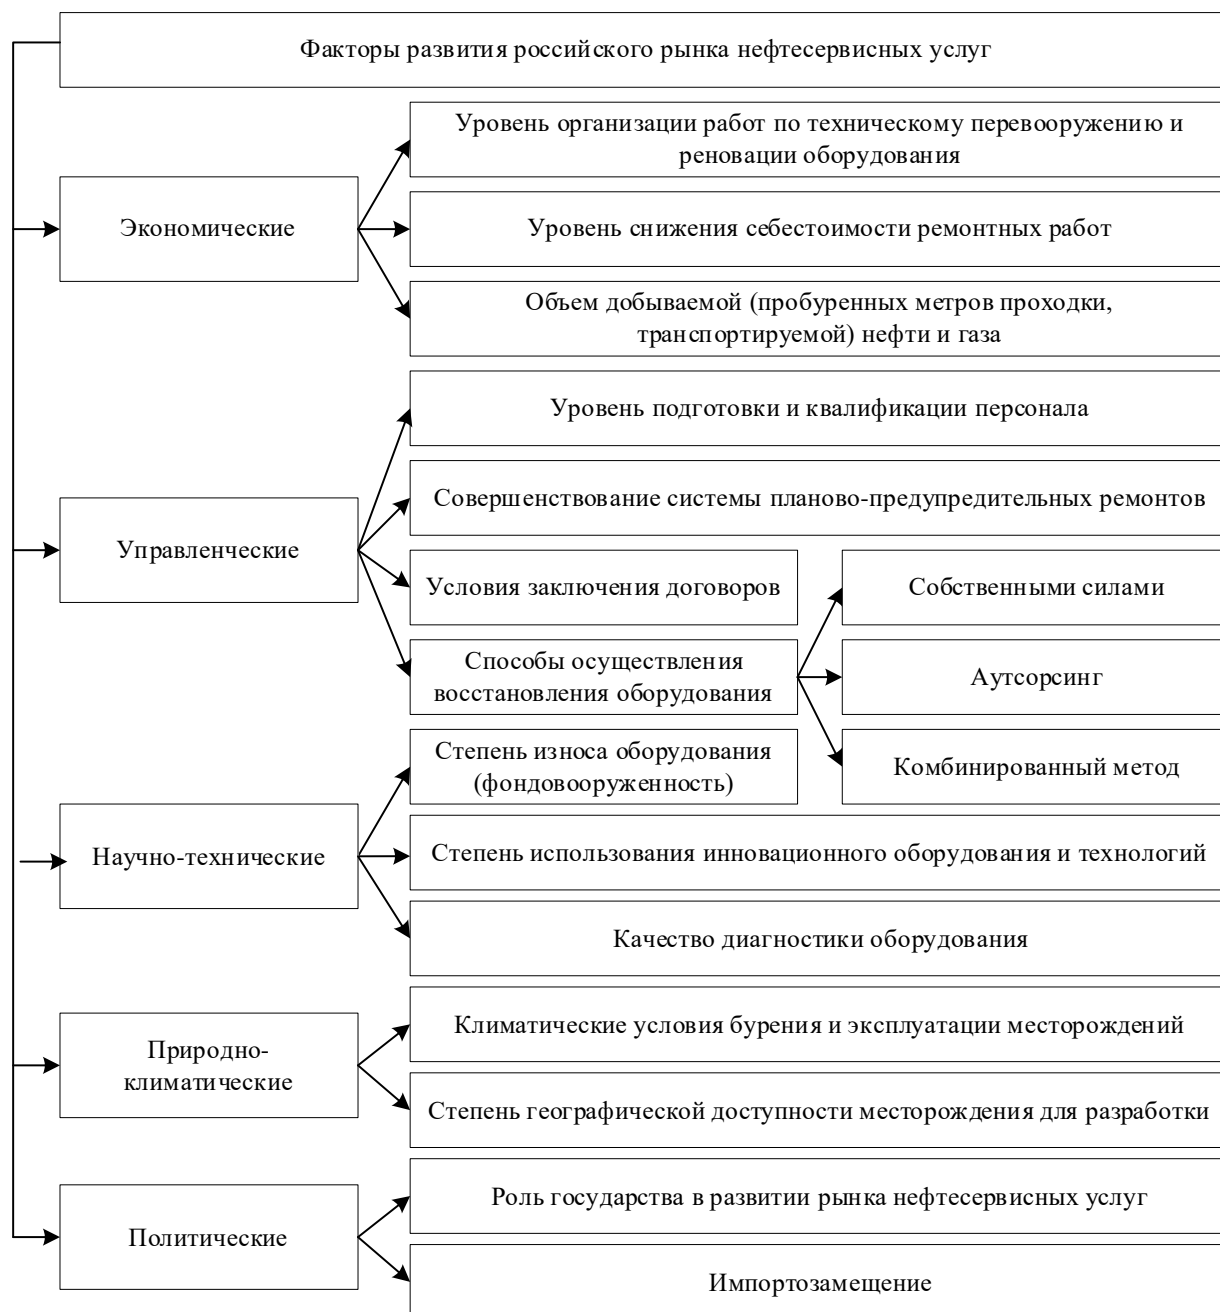 Факторы развития российского рынка нефтесервисных услуг
Экономические
Уровень организации работ по техническому перевооружению и
реновации оборудования
Уровень снижения себестоимости ремонтных работ
Объем добываемой (пробуренных метров проходки,
транспортируемой) нефти и газа
Управленческие
Уровень подготовки и квалификации персонала
Совершенствование системы планово-предупредительных ремонтов
Условия заключения договоров
Способы осуществления
восстановления оборудования
Собственными силами
Аутсорсинг
Комбинированный метод
Научно-технические
Степень износа оборудования
(фондовооруженность)
Степень использования инновационного оборудования и технологий
Качество диагностики оборудования
Природно-
климатические
Климатические условия бурения и эксплуатации месторождений
Степень географической доступности месторождения для разработки
Политические
Роль государства в развитии рынка нефтесервисных услуг
Импортозамещение